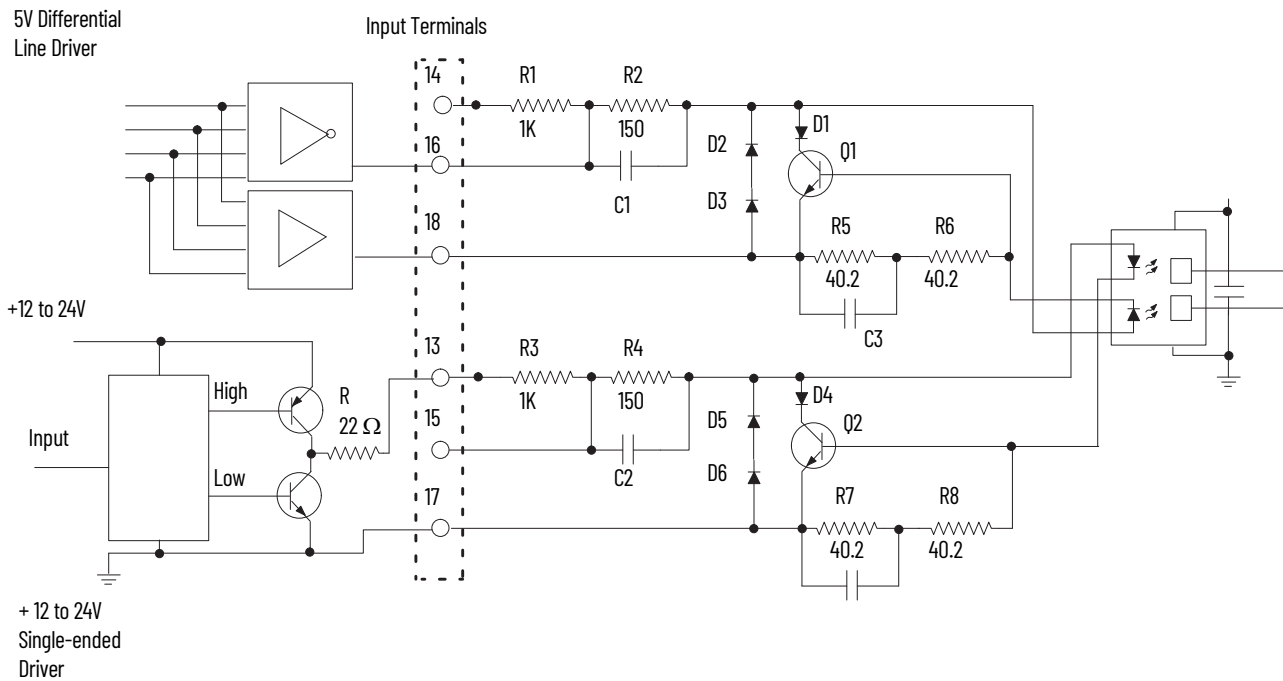 5V Differential
Line Driver
Input Terminals
14
R1
R2
1K
150
D1
16
D2
Q1
C1
D3
18
R5
R6
40.2
40.2
+12 to 24V
C3
13
R3
R4
High
R
1K
150
D4
22 Ω
15
D5
Q2
Input
C2
D6
Low
17
R7
R8
40.2
40.2
+ 12 to 24V
Single-ended
Driver